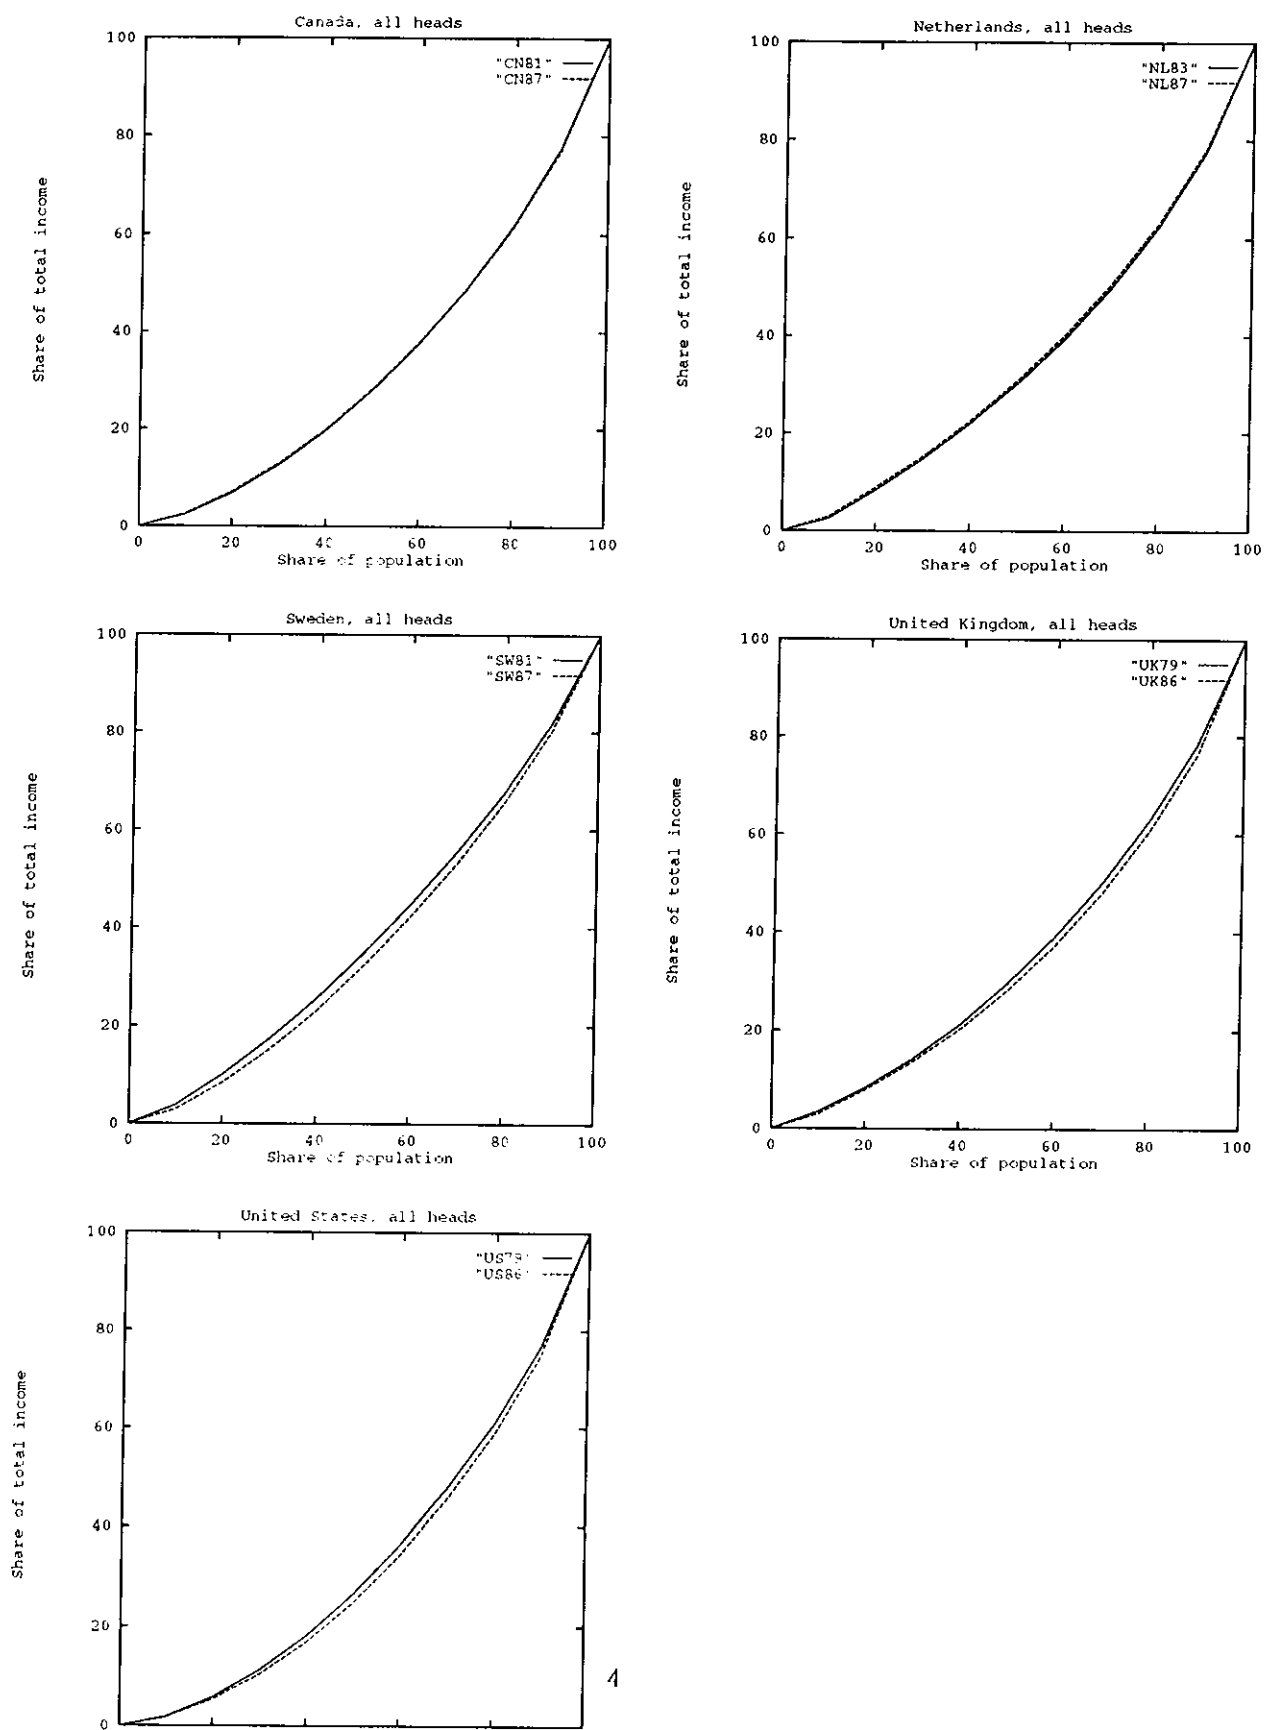 Canada, all heads
100
80
60
40
20
0
"CN81"
"CN87"
Share of total income
0 20 40 60 80 100
Share of population
Netherlands, all heads
100
80
60
40
20
0
"NL83"
"NL87"
Share of total income
0 20 40 60 80 100
Share of population
Sweden, all heads
100
80
60
40
20
0
"SW81"
"SW87"
Share of total income
0 20 40 60 80 100
Share of population
United Kingdom, all heads
100
80
60
40
20
0
"UK79"
"UK86"
Share of total income
0 20 40 60 80 100
Share of population
United States, all heads
100
80
60
40
20
0
"US79"
"US86"
Share of total income
4